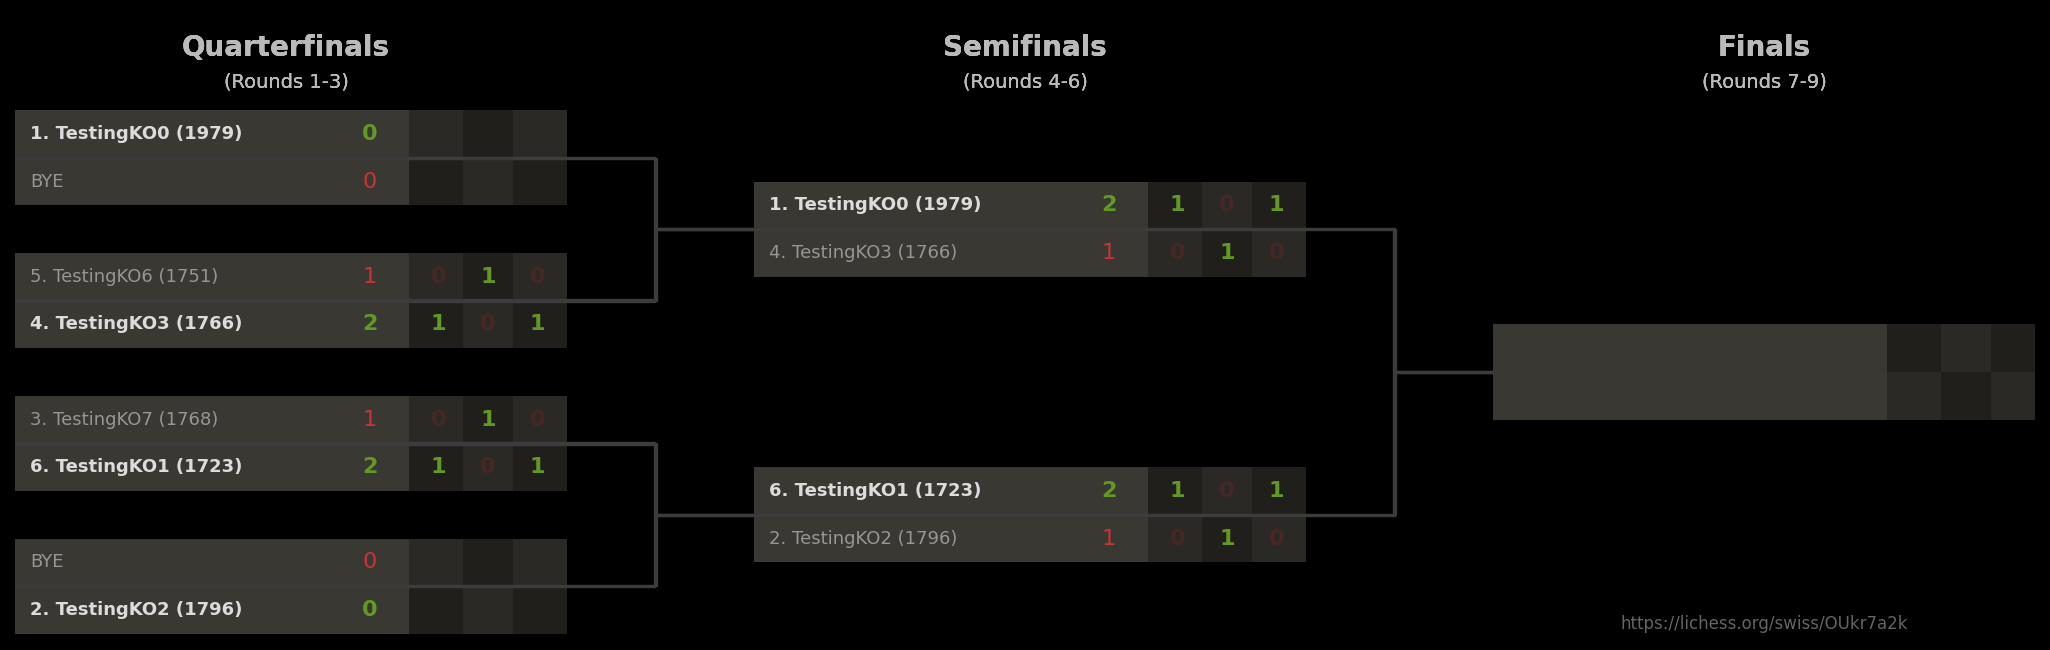 Quarterfinals
(Rounds 1-3)
1. TestingKO0 (1979) 0
BYE 0
5. TestingKO6 (1751) 1 0 1 0
4. TestingKO3 (1766) 2 1 0 1
3. TestingKO7 (1768) 1 0 1 0
6. TestingKO1 (1723) 2 1 0 1
BYE 0
2. TestingKO2 (1796) 0
Semifinals
(Rounds 4-6)
1. TestingKO0 (1979) 2 1 0 1
4. TestingKO3 (1766) 1 0 1 0
6. TestingKO1 (1723) 2 1 0 1
2. TestingKO2 (1796) 1 0 1 0
Finals
(Rounds 7-9)
https://lichess.org/swiss/OUkr7a2k